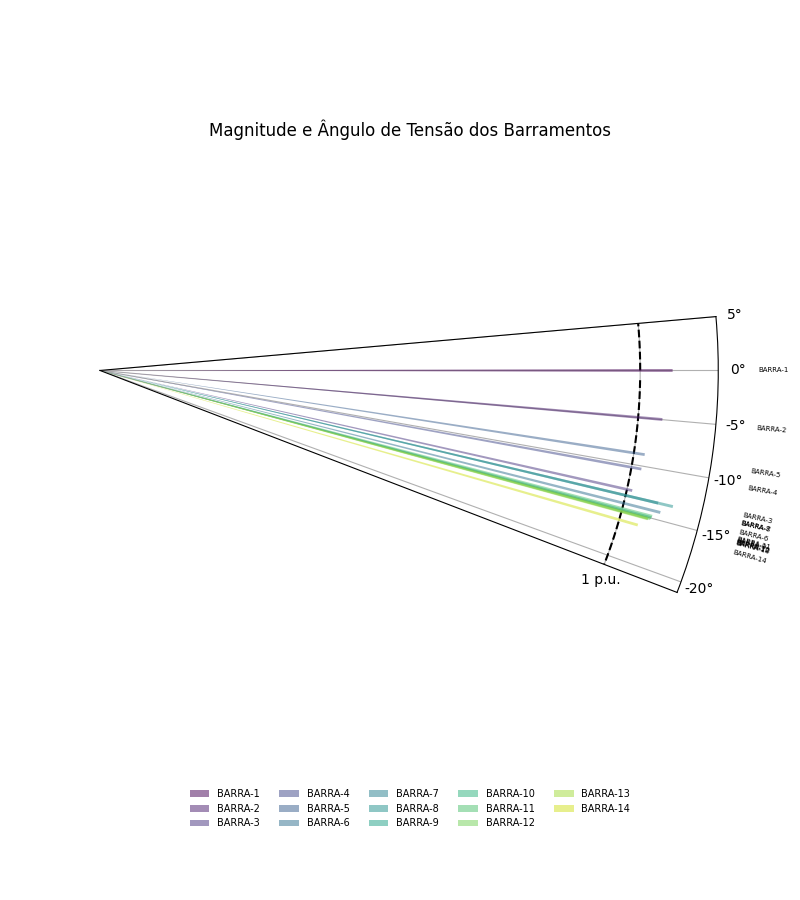 Magnitude e Ângulo de Tensão dos Barramentos
5°
0°
BARRA-1
-5°
BARRA-2
BARRA-5
-10°
BARRA-4
BARRA-3
BARRA-6
-15°
BARRA-14
1 p.u.
-20°
BARRA-1
BARRA-2
BARRA-3
BARRA-4
BARRA-5
BARRA-6
BARRA-7
BARRA-8
BARRA-9
BARRA-10
BARRA-11
BARRA-12
BARRA-13
BARRA-14